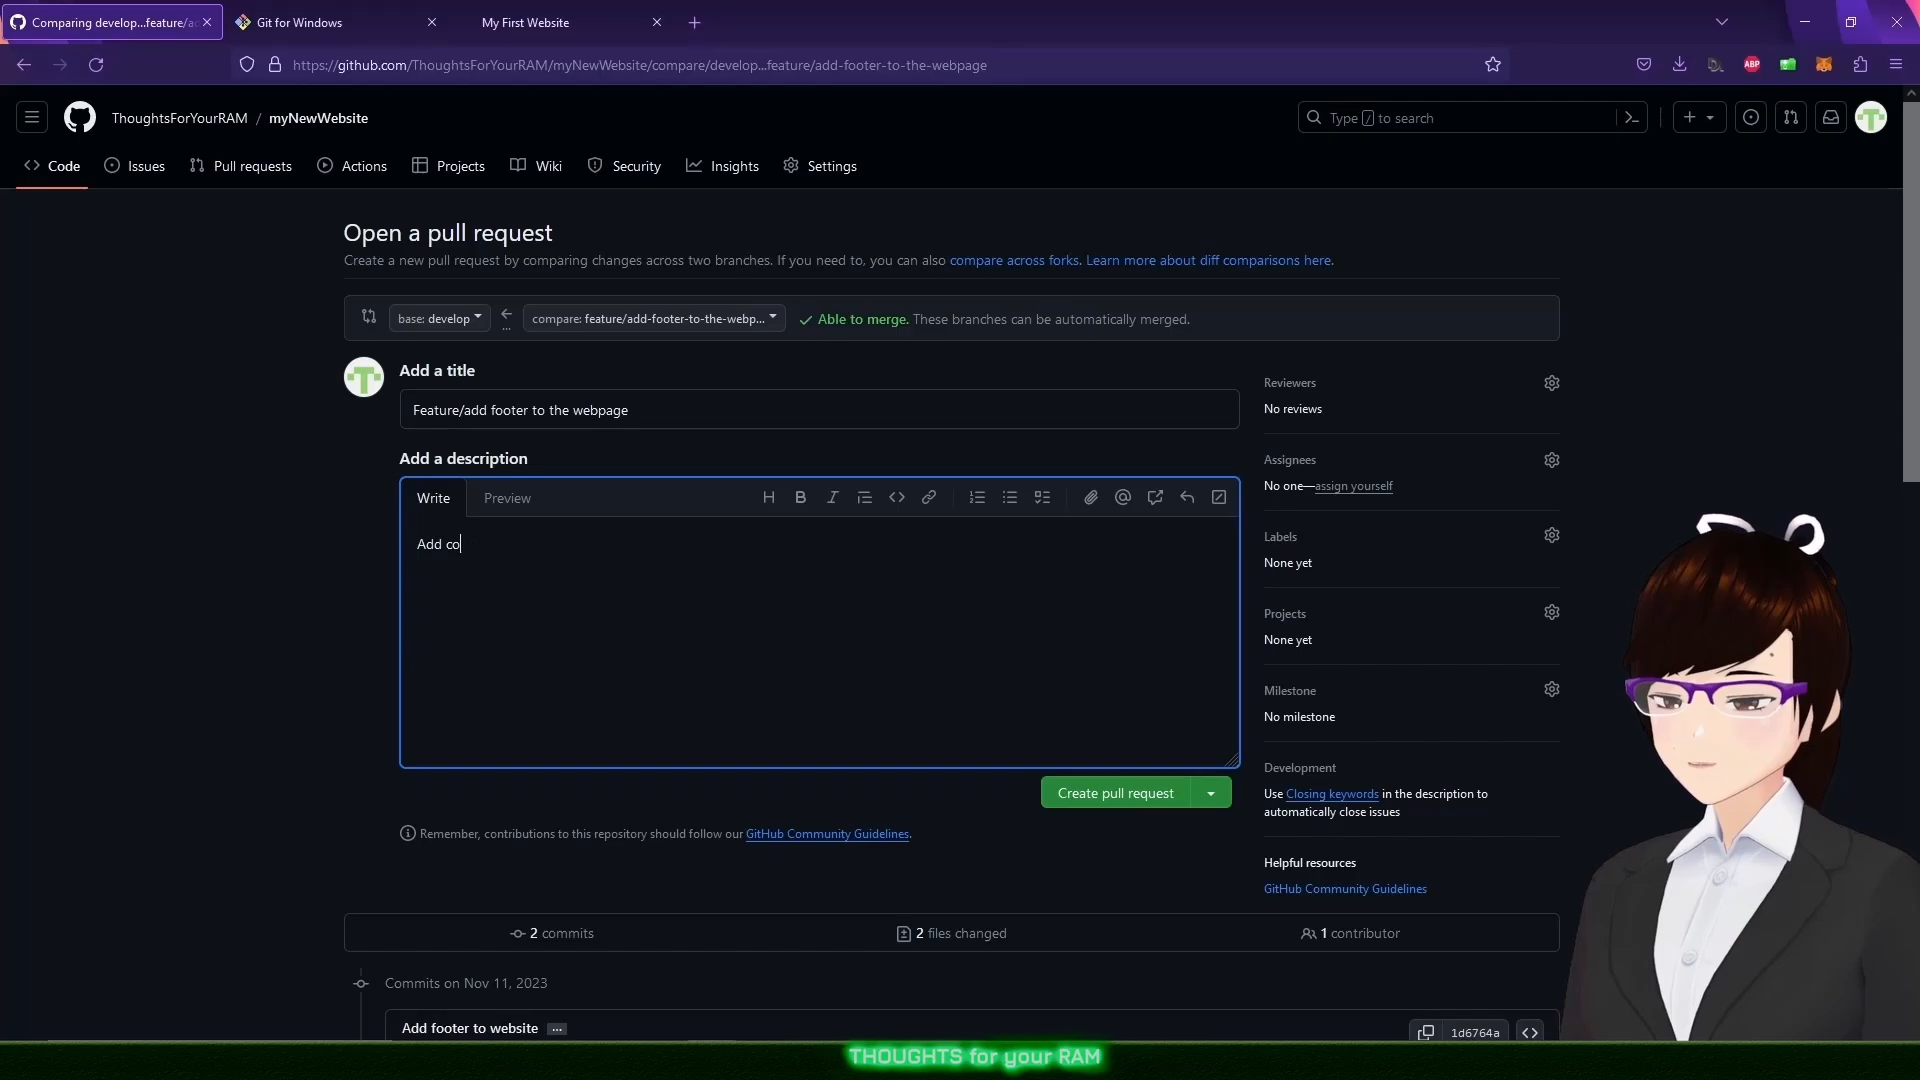 Comparing develop...feature/ad
Git for Windows
My First Website
https://github.com/ThoughtsForYourRAM/myNewWebsite/compare/develop...feature/add-footer-to-the-webpage
ABP
ThoughtsForYourRAM / myNewWebsite
Type / to search
Code
Issues
Pull requests
Actions
Projects
Wiki
Security
Insights
Settings
Open a pull request
Create a new pull request by comparing changes across two branches. If you need to, you can also compare across forks. Learn more about diff comparisons here.
base: develop
compare: feature/add-footer-to-the-webp...
Able to merge. These branches can be automatically merged.
Add a title
Feature/add footer to the webpage
Add a description
Write
Preview
Add co
Create pull request
Remember, contributions to this repository should follow our GitHub Community Guidelines.
Reviewers
No reviews
Assignees
No one—assign yourself
Labels
None yet
Projects
None yet
Milestone
No milestone
Development
Use Closing keywords in the description to
automatically close issues
Helpful resources
GitHub Community Guidelines
2 commits
2 files changed
1 contributor
Commits on Nov 11, 2023
Add footer to website ...
1d6764a
THOUGHTS for your RAM